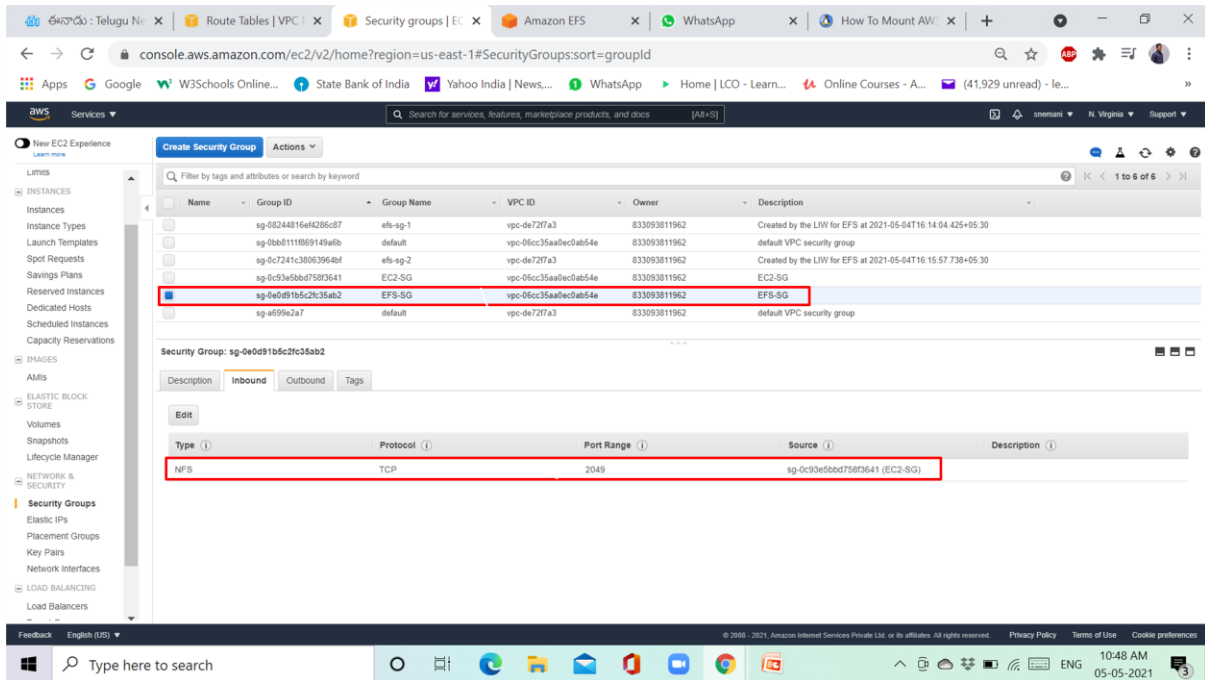 ఈనాడు : Telugu Ne
Route Tables | VPC
Security groups | EC
Amazon EFS
WhatsApp
How To Mount AWS
console.aws.amazon.com/ec2/v2/home?region=us-east-1#SecurityGroups:sort=groupId
ABP
Apps
Google
W3Schools Online...
State Bank of India
Yahoo India | News,...
WhatsApp
Home | LCO - Learn...
Online Courses - A...
(41,929 unread) - le...
aws
Services
Search for services, features, marketplace products, and docs [Alt+S]
snemani
N. Virginia
Support
New EC2 Experience
Learn more
Limits
INSTANCES
Instances
Instance Types
Launch Templates
Spot Requests
Savings Plans
Reserved Instances
Dedicated Hosts
Scheduled Instances
Capacity Reservations
IMAGES
AMIs
ELASTIC BLOCK
STORE
Volumes
Snapshots
Lifecycle Manager
NETWORK &
SECURITY
Security Groups
Elastic IPs
Placement Groups
Key Pairs
Network Interfaces
LOAD BALANCING
Load Balancers
Create Security Group
Actions
Filter by tags and attributes or search by keyword
1 to 6 of 6
Name Group ID Group Name VPC ID Owner Description
sg-08244816ef4286c87 efs-sg-1 vpc-de72f7a3 833093811962 Created by the LIW for EFS at 2021-05-04T16:14:04.425+05:30
sg-0bb8111f869149a6b default vpc-06cc35aa0ec0ab54e 833093811962 default VPC security group
sg-0c7241c38063964bf efs-sg-2 vpc-de72f7a3 833093811962 Created by the LIW for EFS at 2021-05-04T16:15:57.738+05:30
sg-0c93e5bbd758f3641 EC2-SG vpc-06cc35aa0ec0ab54e 833093811962 EC2-SG
sg-0e0d91b5c2fc35ab2 EFS-SG vpc-06cc35aa0ec0ab54e 833093811962 EFS-SG
sg-a699e2a7 default vpc-de72f7a3 833093811962 default VPC security group
Security Group: sg-0e0d91b5c2fc35ab2
Description Inbound Outbound Tags
Edit
Type Protocol Port Range Source Description
NFS TCP 2049 sg-0c93e5bbd758f3641 (EC2-SG)
Feedback
English (US)
© 2008 - 2021, Amazon Internet Services Private Ltd. or its affiliates. All rights reserved.
Privacy Policy
Terms of Use
Cookie preferences
Type here to search
ENG
10:48 AM
05-05-2021
3